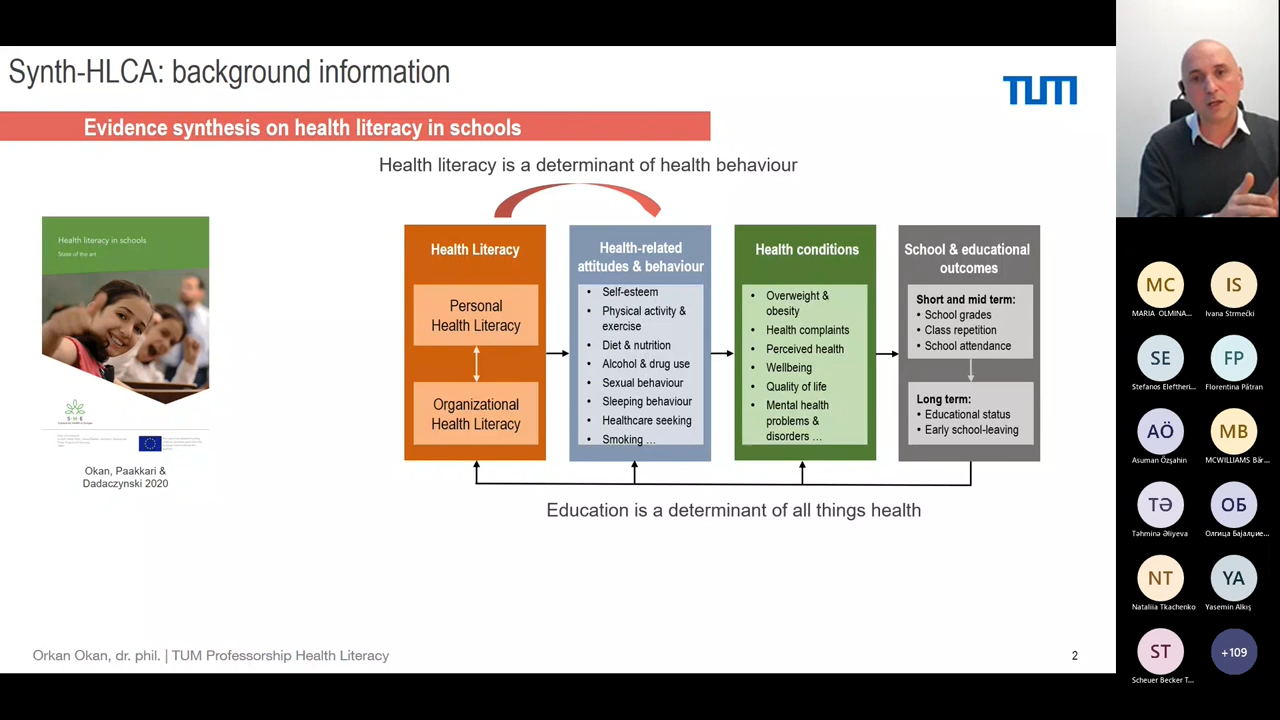 Synth-HLCA: background information
TUM
Evidence synthesis on health literacy in schools
Health literacy is a determinant of health behaviour
Health literacy in schools
State of the art
S·H·E
Okan, Paakkari &
Dadaczynski 2020
Health Literacy
Personal
Health Literacy
Organizational
Health Literacy
Health-related
attitudes & behaviour
• Self-esteem
• Physical activity &
exercise
• Diet & nutrition
• Alcohol & drug use
• Sexual behaviour
• Sleeping behaviour
• Healthcare seeking
• Smoking ...
Health conditions
• Overweight &
obesity
• Health complaints
• Perceived health
• Wellbeing
• Quality of life
• Mental health
problems &
disorders ...
School & educational
outcomes
Short and mid term:
• School grades
• Class repetition
• School attendance
Long term:
• Educational status
• Early school-leaving
Education is a determinant of all things health
Orkan Okan, dr. phil. | TUM Professorship Health Literacy
2
MC
MARIA OLMINA...
IS
Ivana Strmečki
SE
Stefanos Eleftheri...
FP
Florentina Pătran
AÖ
Asuman Özşahin
MB
MCWILLIAMS Bár...
TƏ
Təhminə Əliyeva
ОБ
Олгица Бајалџие...
NT
Nataliia Tkachenko
YA
Yasemin Alkış
ST
Scheuer Becker T...
+109